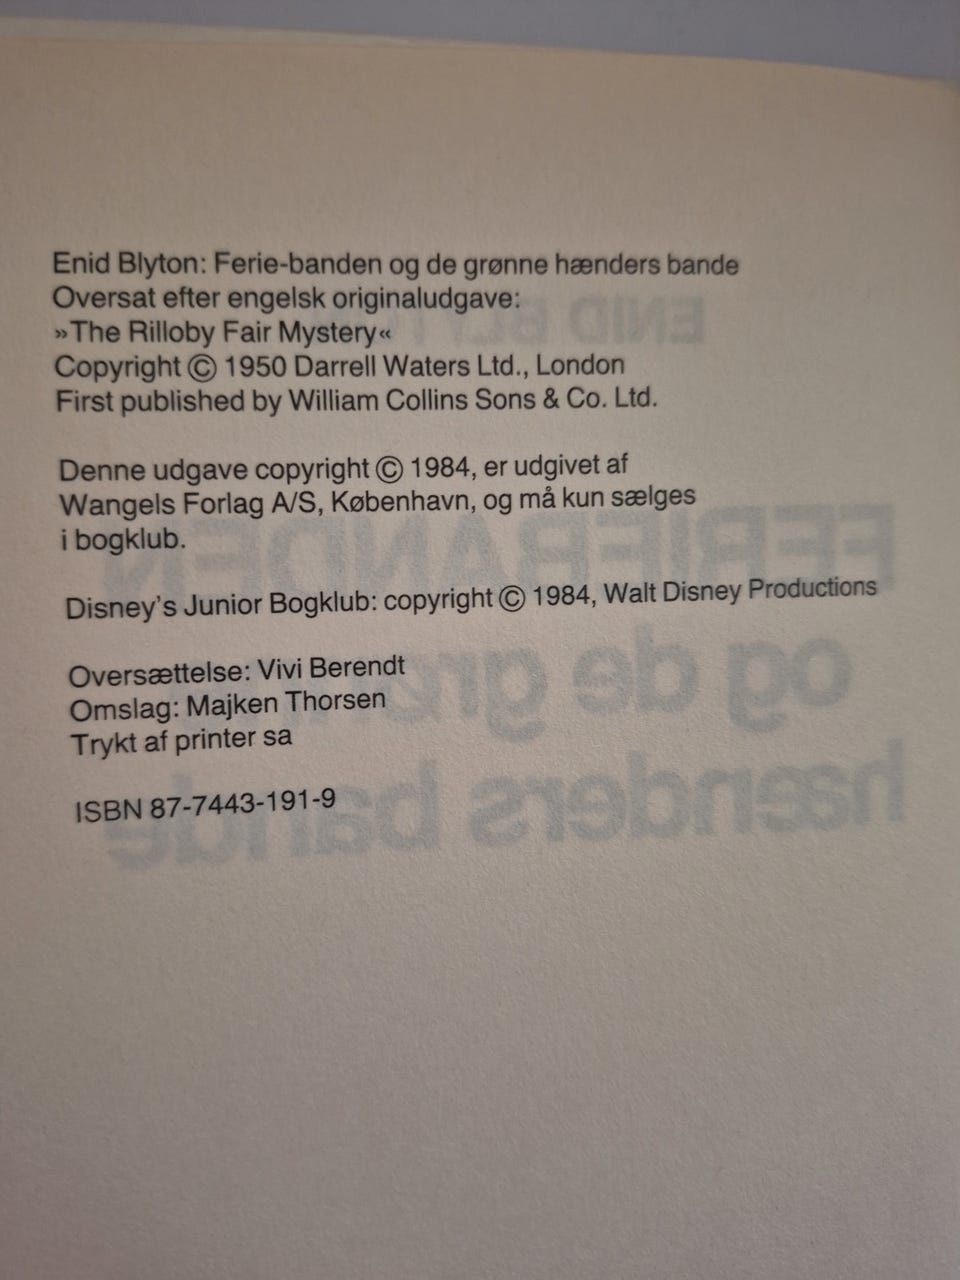 Enid Blyton: Ferie-banden og de grønne hænders bande
Oversat efter engelsk originaludgave:
»The Rilloby Fair Mystery«
Copyright © 1950 Darrell Waters Ltd., London
First published by William Collins Sons & Co. Ltd.
Denne udgave copyright © 1984, er udgivet af
Wangels Forlag A/S, København, og må kun sælges
i bogklub.
Disney's Junior Bogklub: copyright © 1984, Walt Disney Productions
Oversættelse: Vivi Berendt
Omslag: Majken Thorsen
Trykt af printer sa
ISBN 87-7443-191-9